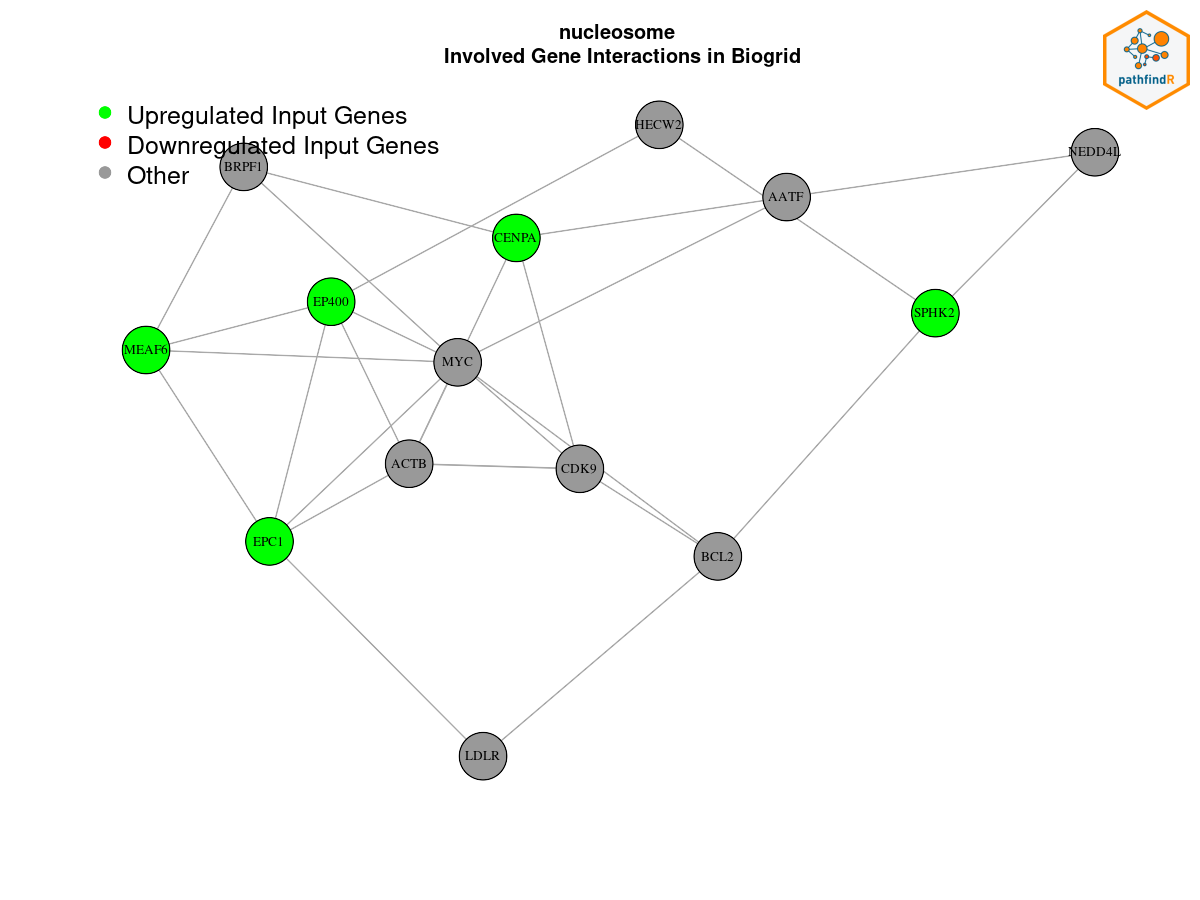 nucleosome
Involved Gene Interactions in Biogrid
pathfindR
Upregulated Input Genes
Downregulated Input Genes
Other
HECW2
NEDD4L
BRPF1
AATF
CENPA
EP400
SPHK2
MEAF6
MYC
ACTB
CDK9
EPC1
BCL2
LDLR